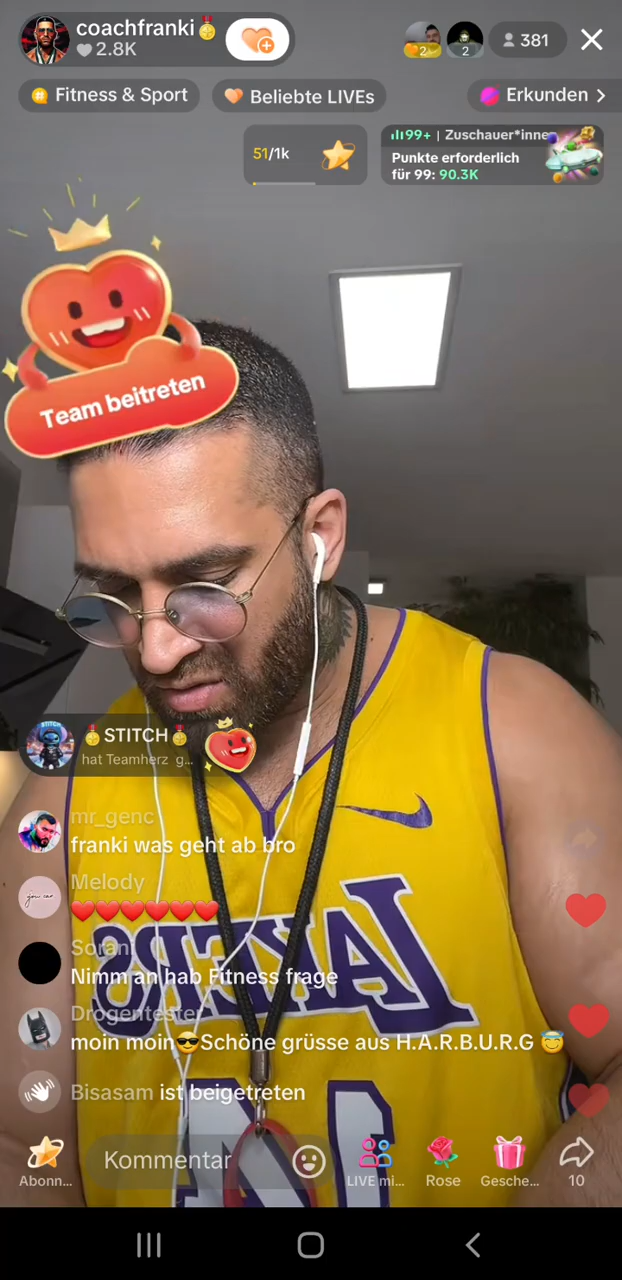 coachfranki🏅
2.8K
2
2
381
Fitness & Sport
Beliebte LIVEs
Erkunden
51/1k
99+ | Zuschauer*inne
Punkte erforderlich
für 99: 90.3K
Team beitreten
🏅STITCH🏅
hat Teamherz g...
mr_genc
franki was geht ab bro
Melody
❤️❤️❤️❤️❤️❤️
Sorani
Nimm an hab Fitness frage
Drogentester
moin moin😎Schöne grüsse aus H.A.R.B.U.R.G 😇
Bisasam ist beigetreten
LAKERS
Abonn...
Kommentar
LIVE mi...
Rose
Gesche...
10